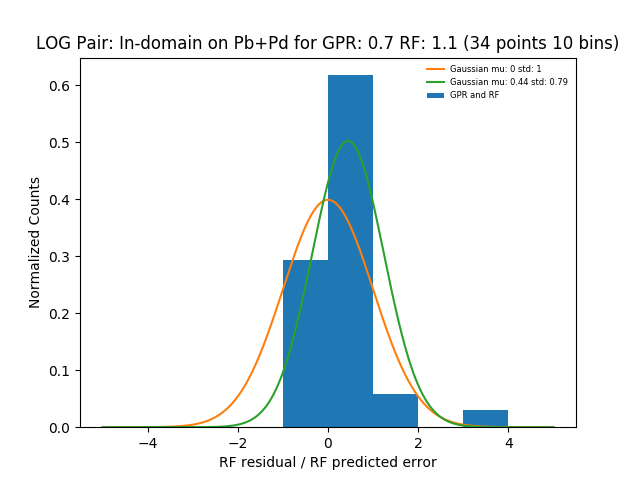 LOG Pair: In-domain on Pb+Pd for GPR: 0.7 RF: 1.1 (34 points 10 bins)
Gaussian mu: 0 std: 1
Gaussian mu: 0.44 std: 0.79
GPR and RF
Normalized Counts
0.6
0.5
0.4
0.3
0.2
0.1
0.0
−4 −2 0 2 4
RF residual / RF predicted error